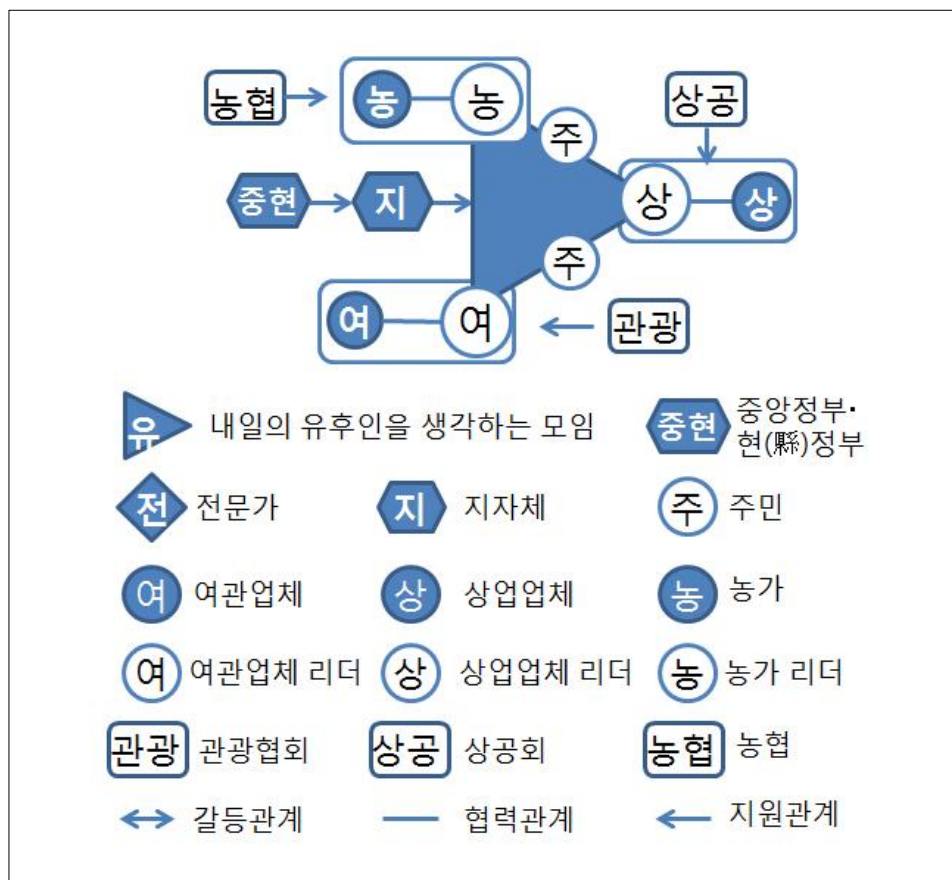 농협
농 농
주
상공
중현 지
상 상
주
여 여
관광
유 내일의 유후인을 생각하는 모임
중현 중앙정부·
현(縣)정부
전 전문가 지 지자체 주 주민
여 여관업체 상 상업업체 농 농가
여 여관업체 리더 상 상업업체 리더 농 농가 리더
관광 관광협회 상공 상공회 농협 농협
갈등관계 협력관계 지원관계